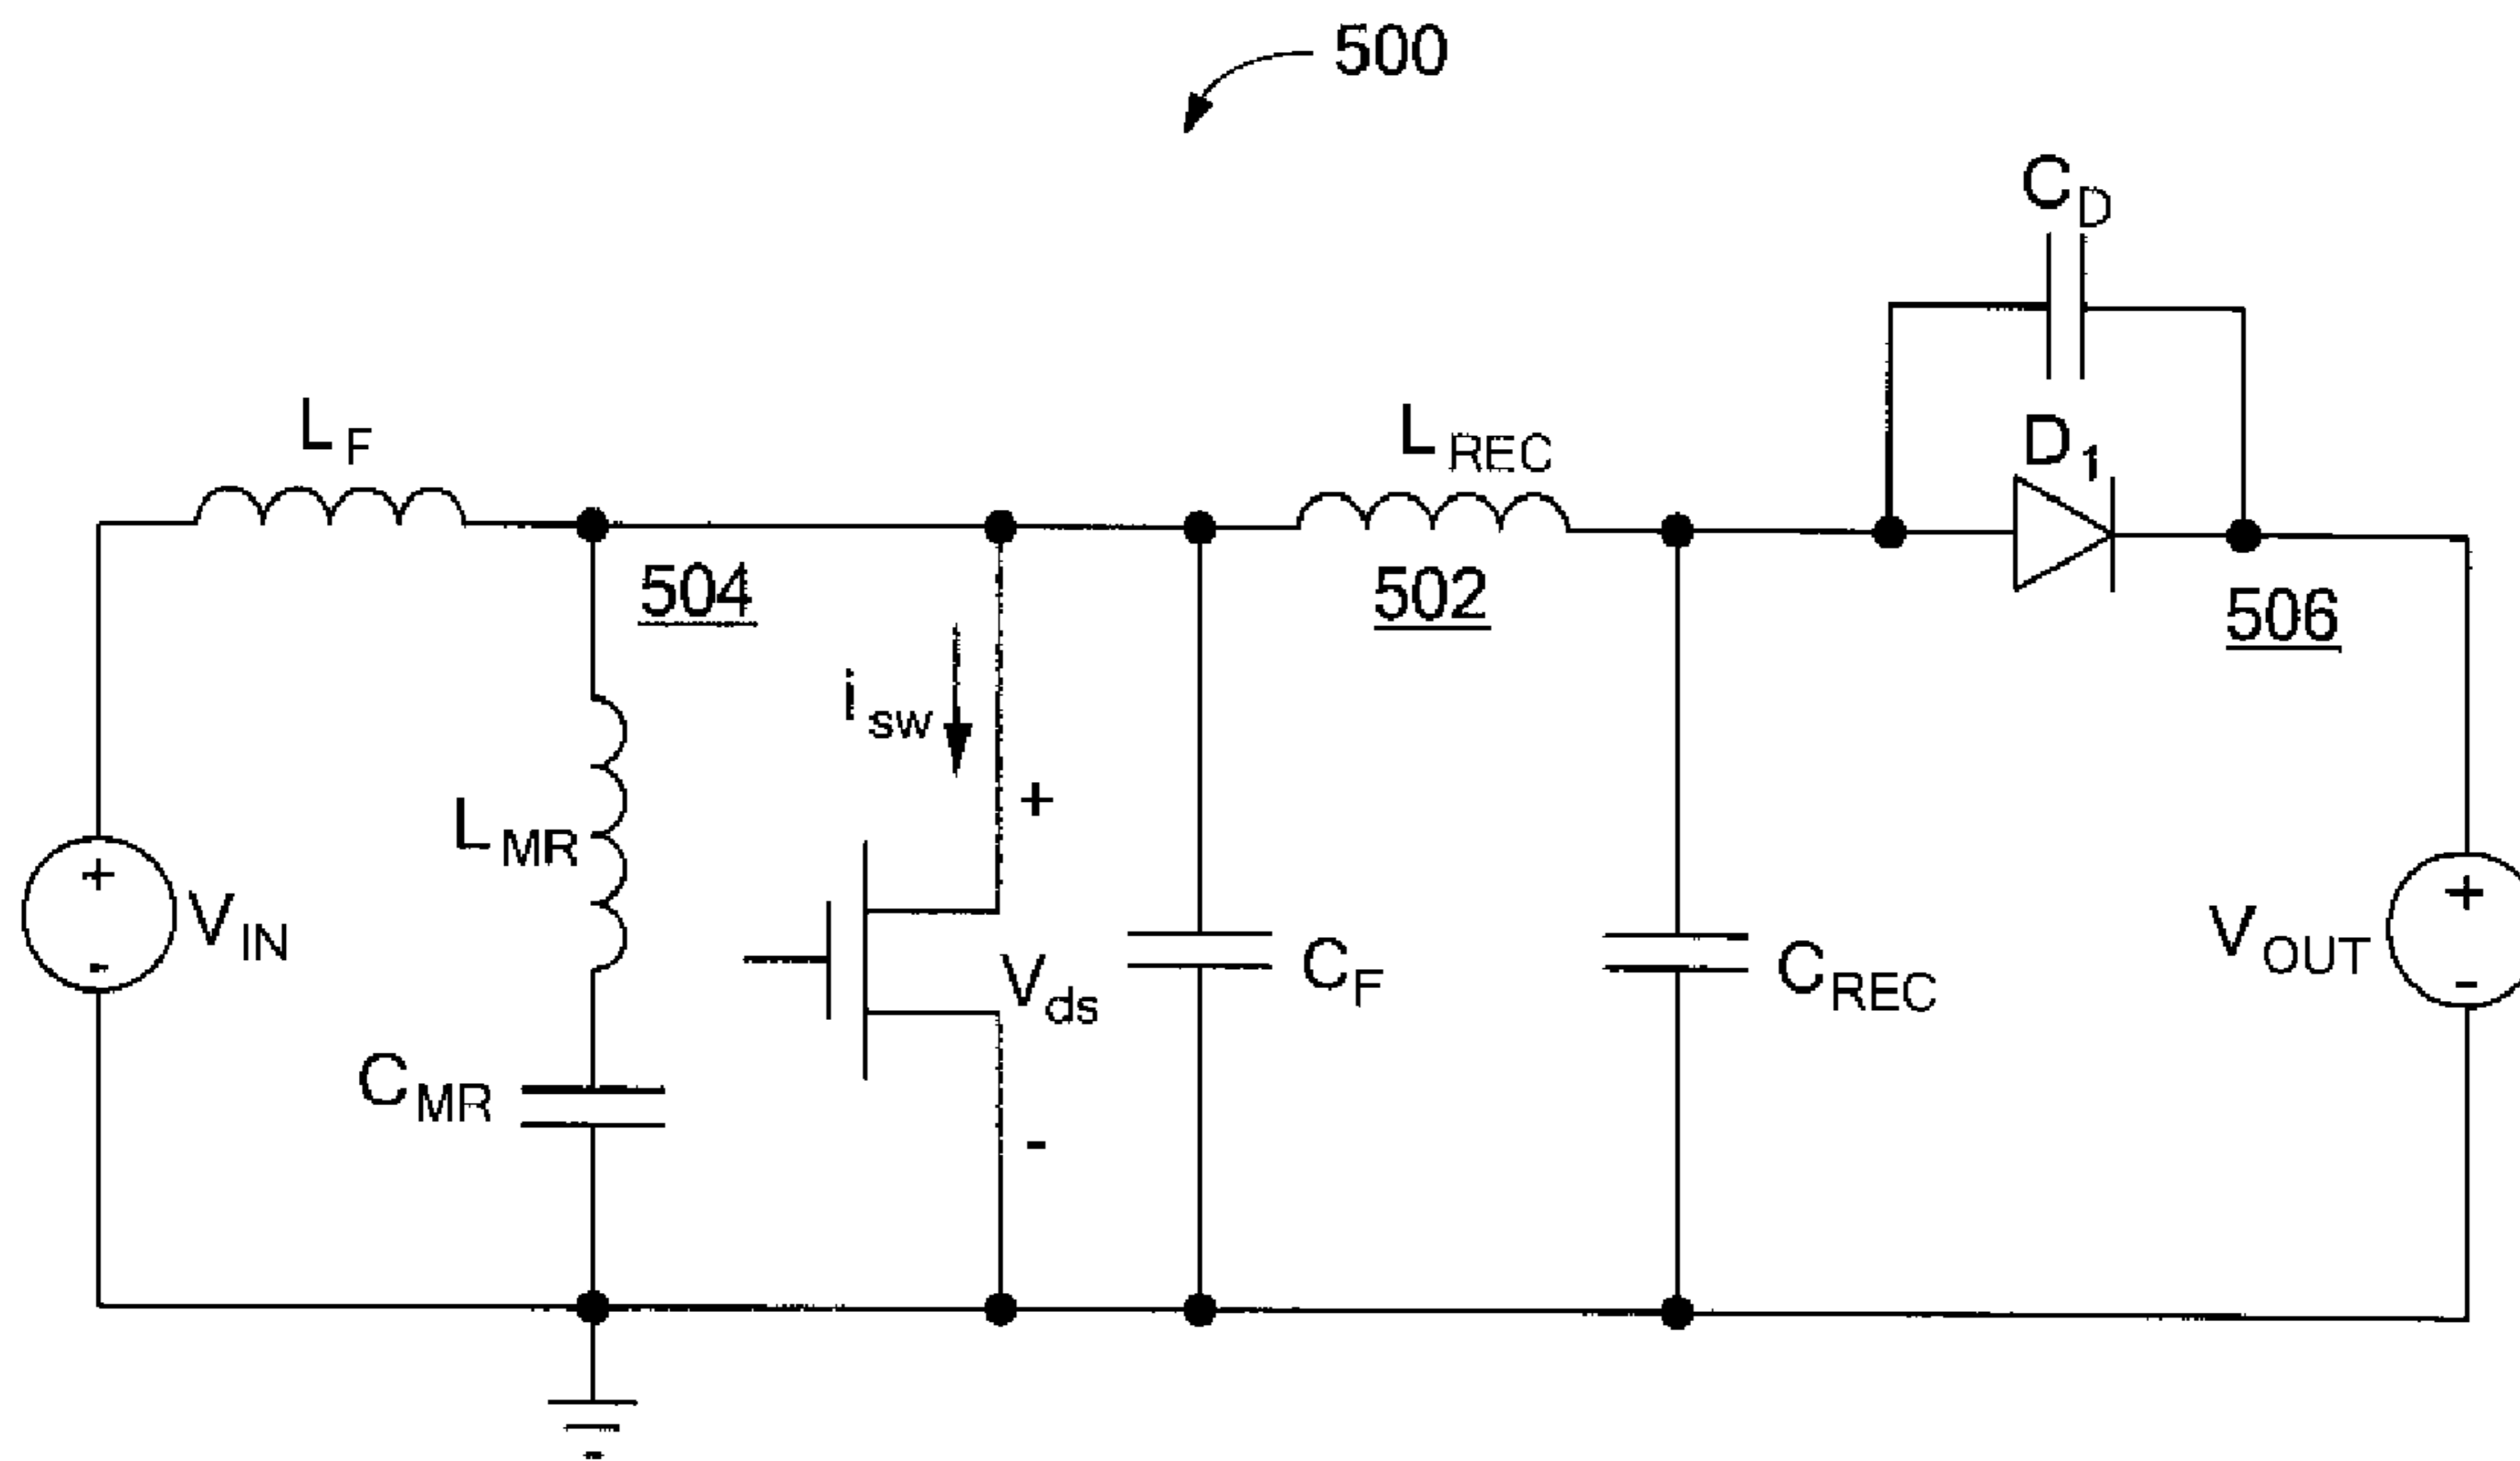 500
C_D
L_F
L_REC
D_1
504
502
506
i_sw
+
L_MR
+
-
V_IN
V_ds
C_F
C_REC
+
-
V_OUT
C_MR
-